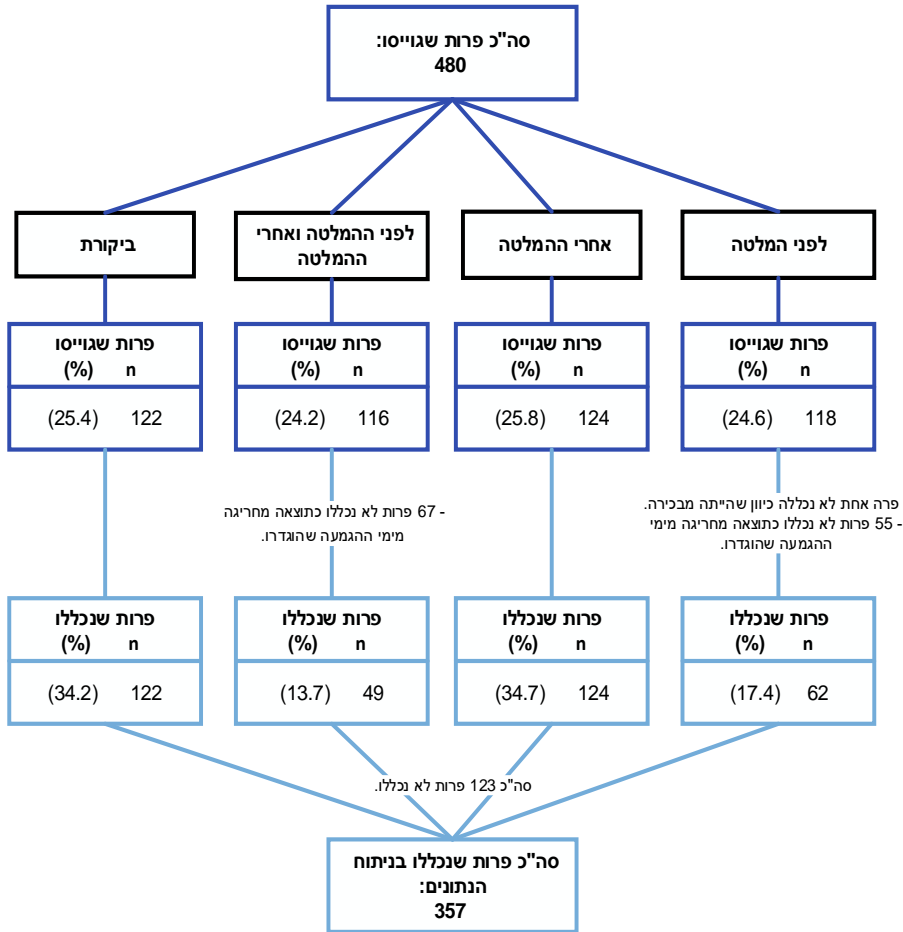 סה"כ פרות שגוייסו:
480
לפני המלטה
אחרי ההמלטה
לפני ההמלטה ואחרי
ההמלטה
ביקורת
פרות שגוייסו
n (%)
118 (24.6)
פרות שגוייסו
n (%)
124 (25.8)
פרות שגוייסו
n (%)
116 (24.2)
פרות שגוייסו
n (%)
122 (25.4)
פרה אחת לא נכללה כיוון שהייתה מבכירה.
- 55 פרות לא נכללו כתוצאה מחריגה מימי
ההגמעה שהוגדרו.
- 67 פרות לא נכללו כתוצאה מחריגה
מימי ההגמעה שהוגדרו.
פרות שנכללו
n (%)
62 (17.4)
פרות שנכללו
n (%)
124 (34.7)
פרות שנכללו
n (%)
49 (13.7)
פרות שנכללו
n (%)
122 (34.2)
סה"כ 123 פרות לא נכללו.
סה"כ פרות שנכללו בניתוח
הנתונים:
357